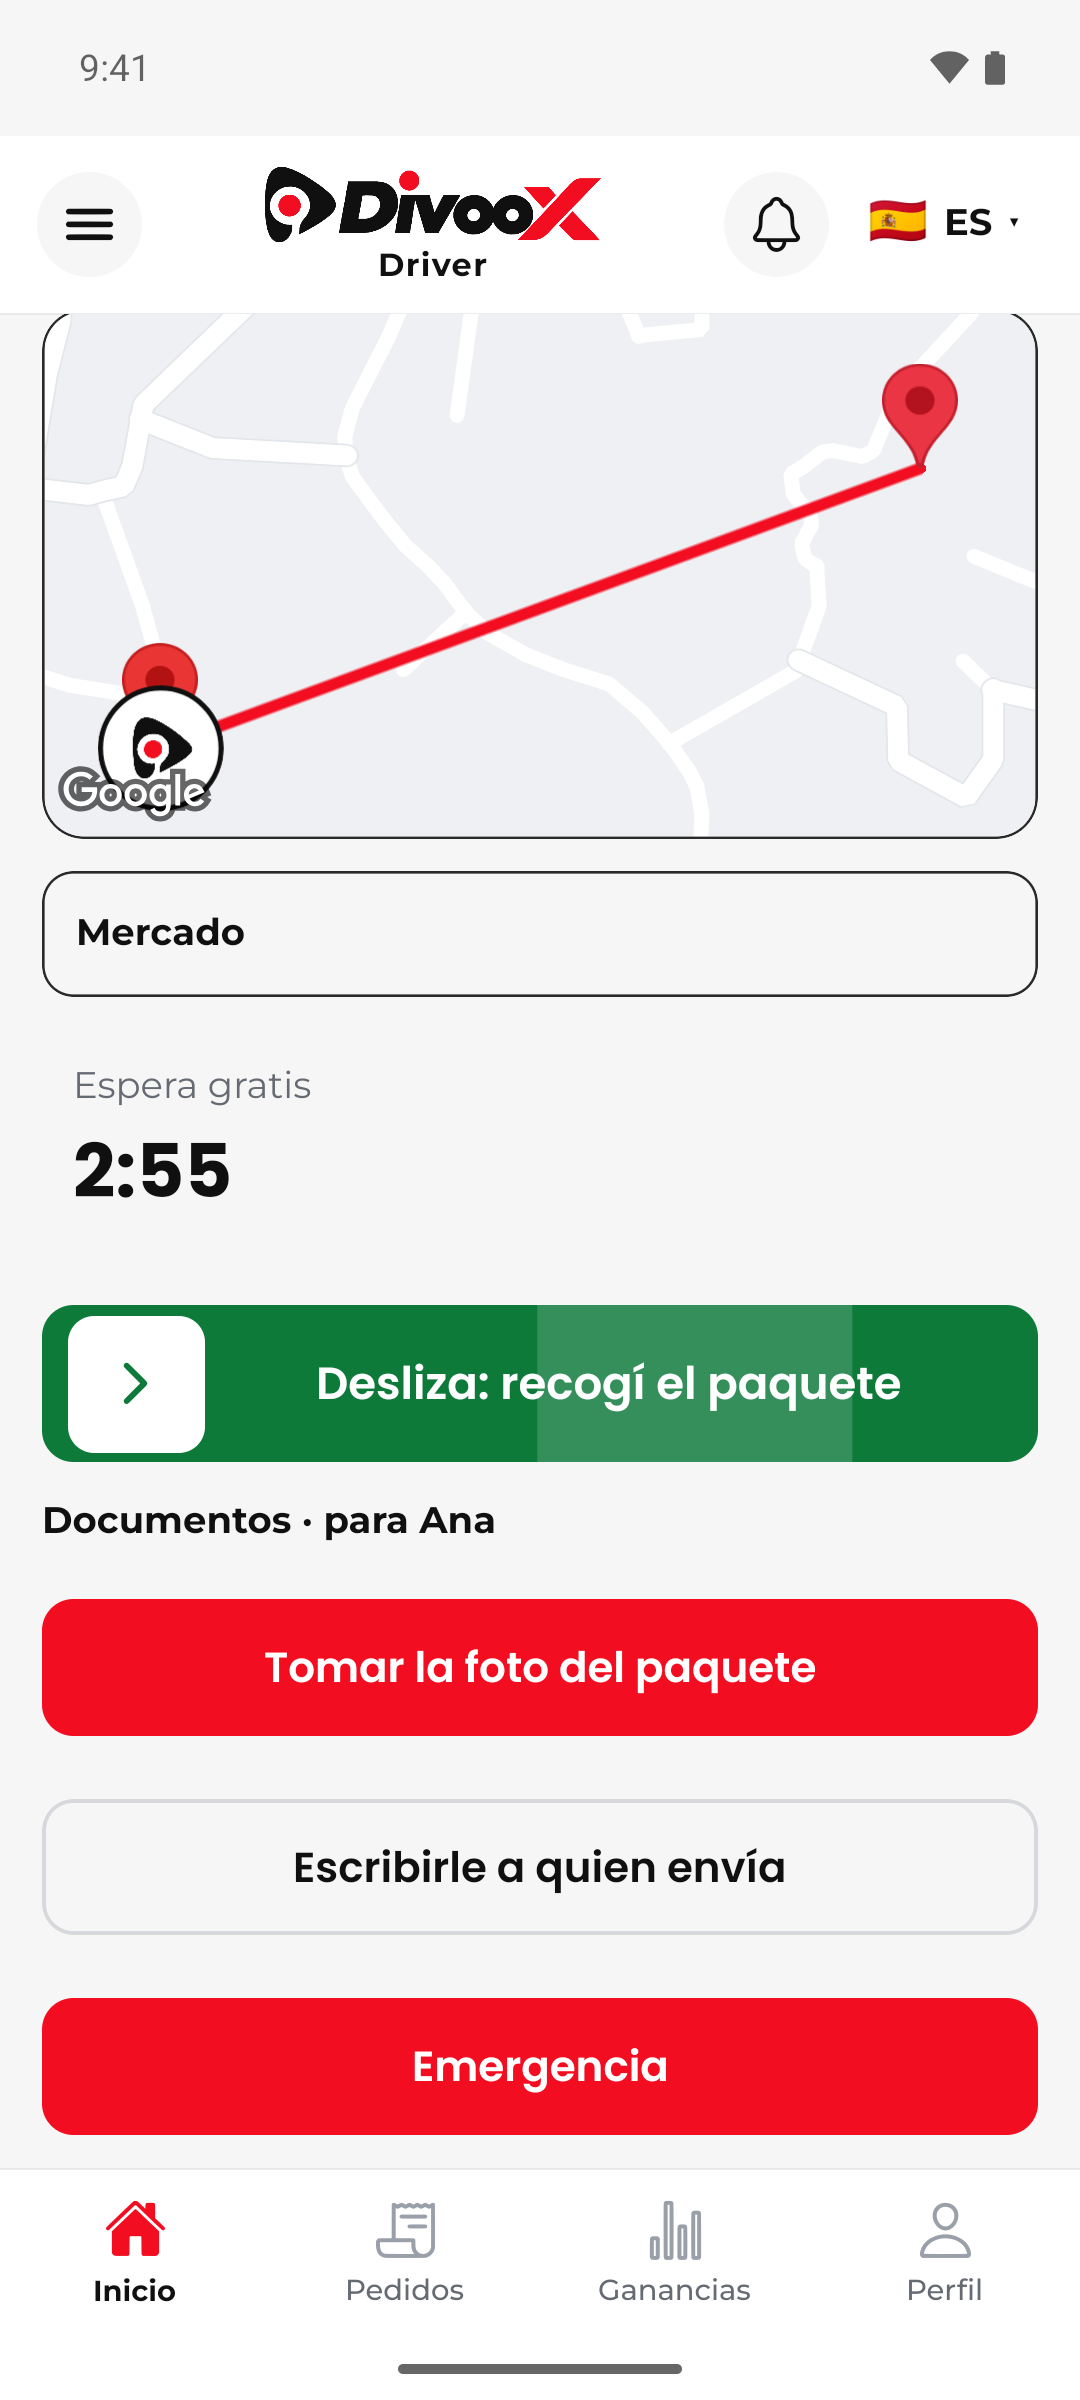 9:41
DivooX
Driver
ES
Google
Mercado
Espera gratis
2:55
Desliza: recogí el paquete
Documentos · para Ana
Tomar la foto del paquete
Escribirle a quien envía
Emergencia
Inicio
Pedidos
Ganancias
Perfil